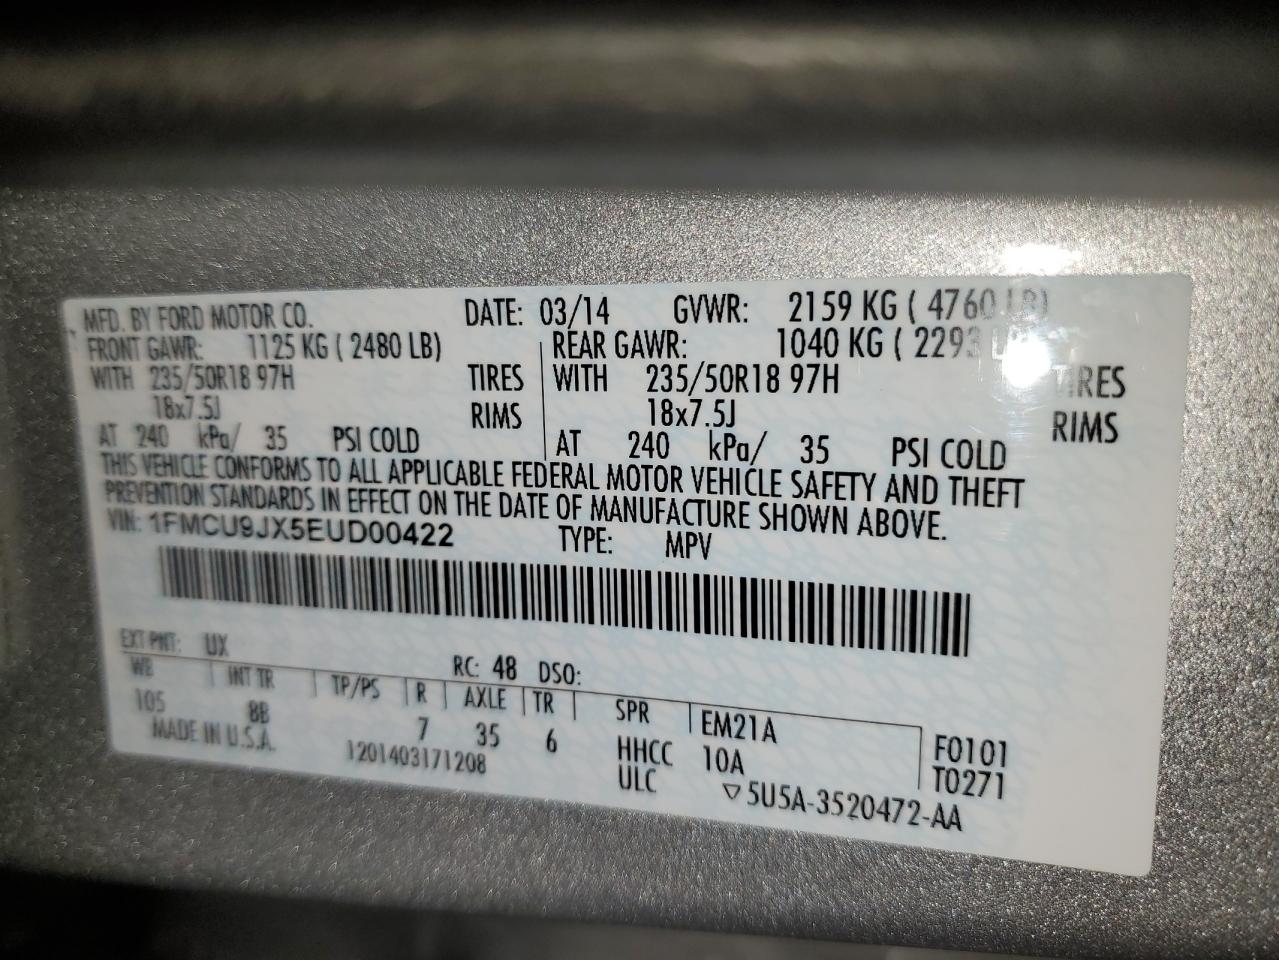 MFD. BY FORD MOTOR CO. DATE: 03/14 GVWR: 2159 KG ( 4760 LB)
FRONT GAWR: 1125 KG ( 2480 LB) REAR GAWR: 1040 KG ( 2293
WITH 235/50R18 97H TIRES WITH 235/50R18 97H TIRES
18x7.5J RIMS 18x7.5J RIMS
AT 240 kPa/ 35 PSI COLD AT 240 kPa/ 35 PSI COLD
THIS VEHICLE CONFORMS TO ALL APPLICABLE FEDERAL MOTOR VEHICLE SAFETY AND THEFT
PREVENTION STANDARDS IN EFFECT ON THE DATE OF MANUFACTURE SHOWN ABOVE.
VIN: 1FMCU9JX5EUD00422 TYPE: MPV
EXT PNT: UX RC: 48 DSO:
WB INT TR TP/PS R AXLE TR SPR EM21A F0101
105 8B 7 35 6 HHCC 10A T0271
MADE IN U.S.A. 1201403171208 ULC ▽5U5A-3520472-AA